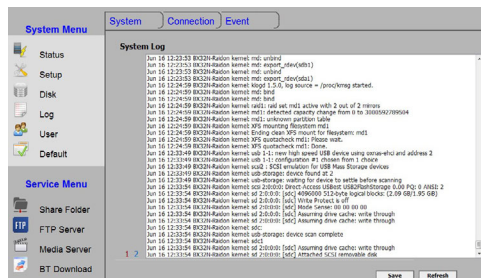 System Menu
Status
Setup
Disk
Log
User
Default
Service Menu
Share Folder
FTP Server
Media Server
BT Download
System
Connection
Event
System Log
Jun 16 12:23:53 BX32N-Raidon kernel: md: unbind
Jun 16 12:23:53 BX32N-Raidon kernel: md: export_rdev(sdb1)
Jun 16 12:23:53 BX32N-Raidon kernel: md: unbind
Jun 16 12:23:53 BX32N-Raidon kernel: md: export_rdev(sda1)
Jun 16 12:24:59 BX32N-Raidon kernel: klogd 1.5.0, log source = /proc/kmsg started.
Jun 16 12:24:59 BX32N-Raidon kernel: md: bind
Jun 16 12:24:59 BX32N-Raidon kernel: md: bind
Jun 16 12:24:59 BX32N-Raidon kernel: raid1: raid set md1 active with 2 out of 2 mirrors
Jun 16 12:24:59 BX32N-Raidon kernel: md1: detected capacity change from 0 to 3000592789504
Jun 16 12:24:59 BX32N-Raidon kernel: md1: unknown partition table
Jun 16 12:24:59 BX32N-Raidon kernel: XFS mounting filesystem md1
Jun 16 12:24:59 BX32N-Raidon kernel: Ending clean XFS mount for filesystem: md1
Jun 16 12:24:59 BX32N-Raidon kernel: XFS quotacheck md1: Please wait.
Jun 16 12:24:59 BX32N-Raidon kernel: XFS quotacheck md1: Done.
Jun 16 12:33:49 BX32N-Raidon kernel: usb 1-1: new high speed USB device using oxnas-ehci and address 2
Jun 16 12:33:49 BX32N-Raidon kernel: usb 1-1: configuration #1 chosen from 1 choice
Jun 16 12:33:49 BX32N-Raidon kernel: scsi2 : SCSI emulation for USB Mass Storage devices
Jun 16 12:33:49 BX32N-Raidon kernel: usb-storage: device found at 2
Jun 16 12:33:49 BX32N-Raidon kernel: usb-storage: waiting for device to settle before scanning
Jun 16 12:33:54 BX32N-Raidon kernel: scsi 2:0:0:0: Direct-Access USBest USB2FlashStorage 0.00 PQ: 0 ANSI: 2
Jun 16 12:33:54 BX32N-Raidon kernel: sd 2:0:0:0: [sdc] 4096000 512-byte logical blocks: (2.09 GB/1.95 GB)
Jun 16 12:33:54 BX32N-Raidon kernel: sd 2:0:0:0: [sdc] Write Protect is off
Jun 16 12:33:54 BX32N-Raidon kernel: sd 2:0:0:0: [sdc] Mode Sense: 00 00 00 00
Jun 16 12:33:54 BX32N-Raidon kernel: sd 2:0:0:0: [sdc] Assuming drive cache: write through
Jun 16 12:33:54 BX32N-Raidon kernel: sd 2:0:0:0: [sdc] Assuming drive cache: write through
Jun 16 12:33:54 BX32N-Raidon kernel: sdc:
Jun 16 12:33:54 BX32N-Raidon kernel: usb-storage: device scan complete
Jun 16 12:33:54 BX32N-Raidon kernel: sdc1
Jun 16 12:33:54 BX32N-Raidon kernel: sd 2:0:0:0: [sdc] Assuming drive cache: write through
1 2 Jun 16 12:33:54 BX32N-Raidon kernel: sd 2:0:0:0: [sdc] Attached SCSI removable disk
Save
Refresh
FTP